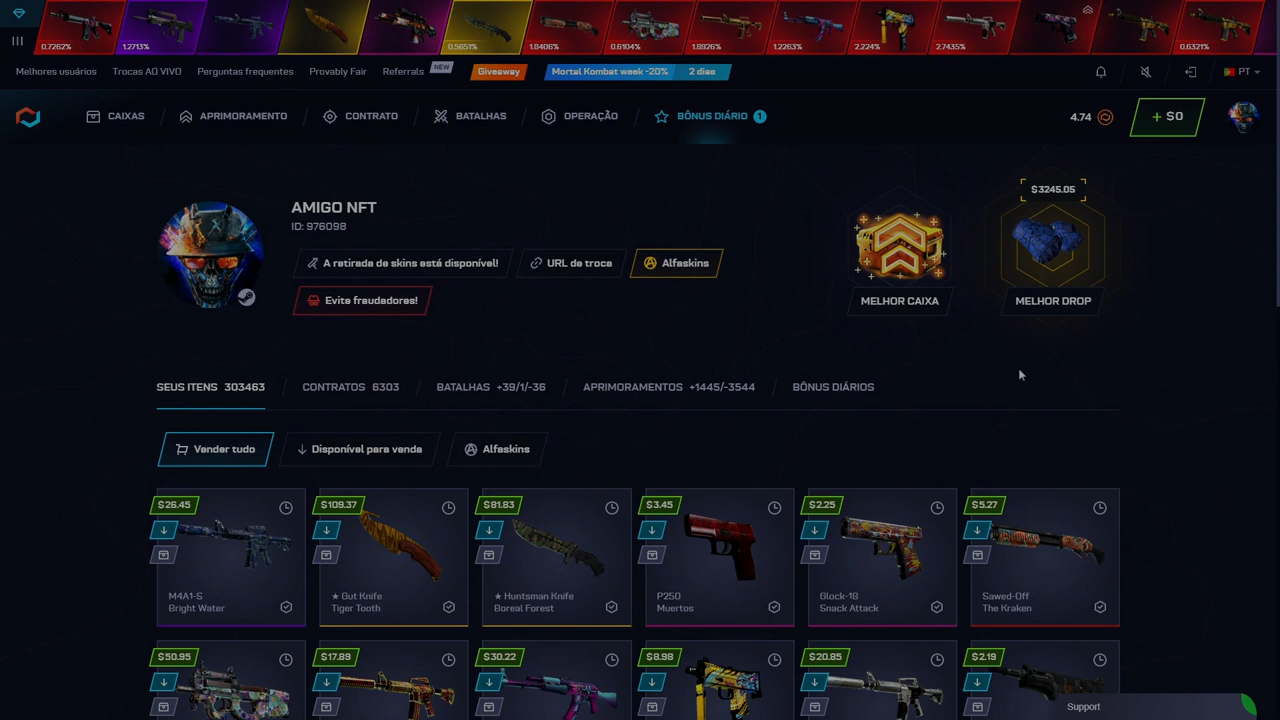 0.7262%
1.2713%
0.5651%
1.8406%
0.6104%
1.8926%
1.2263%
2.224%
2.7435%
0.6321%
Melhores usuários
Trocas AO VIVO
Perguntas frequentes
Provably Fair
Referrals
NEW
Giveaway
Mortal Kombat week -20%
2 dias
PT
CAIXAS
APRIMORAMENTO
CONTRATO
BATALHAS
OPERAÇÃO
BÔNUS DIÁRIO
1
4.74
+ $0
AMIGO NFT
ID: 976098
A retirada de skins está disponível!
URL de troca
Alfaskins
Evite fraudadores!
MELHOR CAIXA
$3245.05
MELHOR DROP
SEUS ITENS 303463
CONTRATOS 6303
BATALHAS +39/1/-36
APRIMORAMENTOS +1445/-3544
BÔNUS DIÁRIOS
Vender tudo
Disponível para venda
Alfaskins
$26.45
M4A1-S
Bright Water
$109.37
★ Gut Knife
Tiger Tooth
$81.83
★ Huntsman Knife
Boreal Forest
$3.45
P250
Muertos
$2.25
Glock-18
Snack Attack
$5.27
Sawed-Off
The Kraken
$50.95
$17.89
$30.22
$8.98
$20.85
$2.19
Support